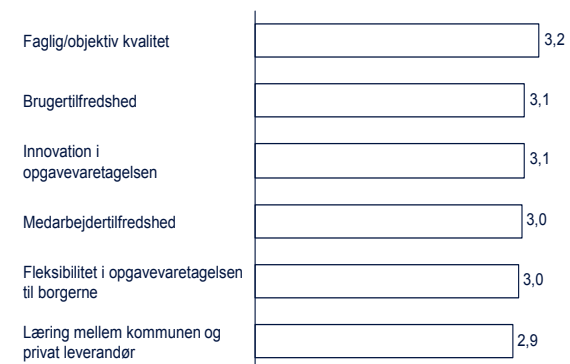 Faglig/objektiv kvalitet 3,2
Brugertilfredshed 3,1
Innovation i
opgavevaretagelsen 3,1
Medarbejdertilfredshed 3,0
Fleksibilitet i opgavevaretagelsen
til borgerne 3,0
Læring mellem kommunen og
privat leverandør 2,9